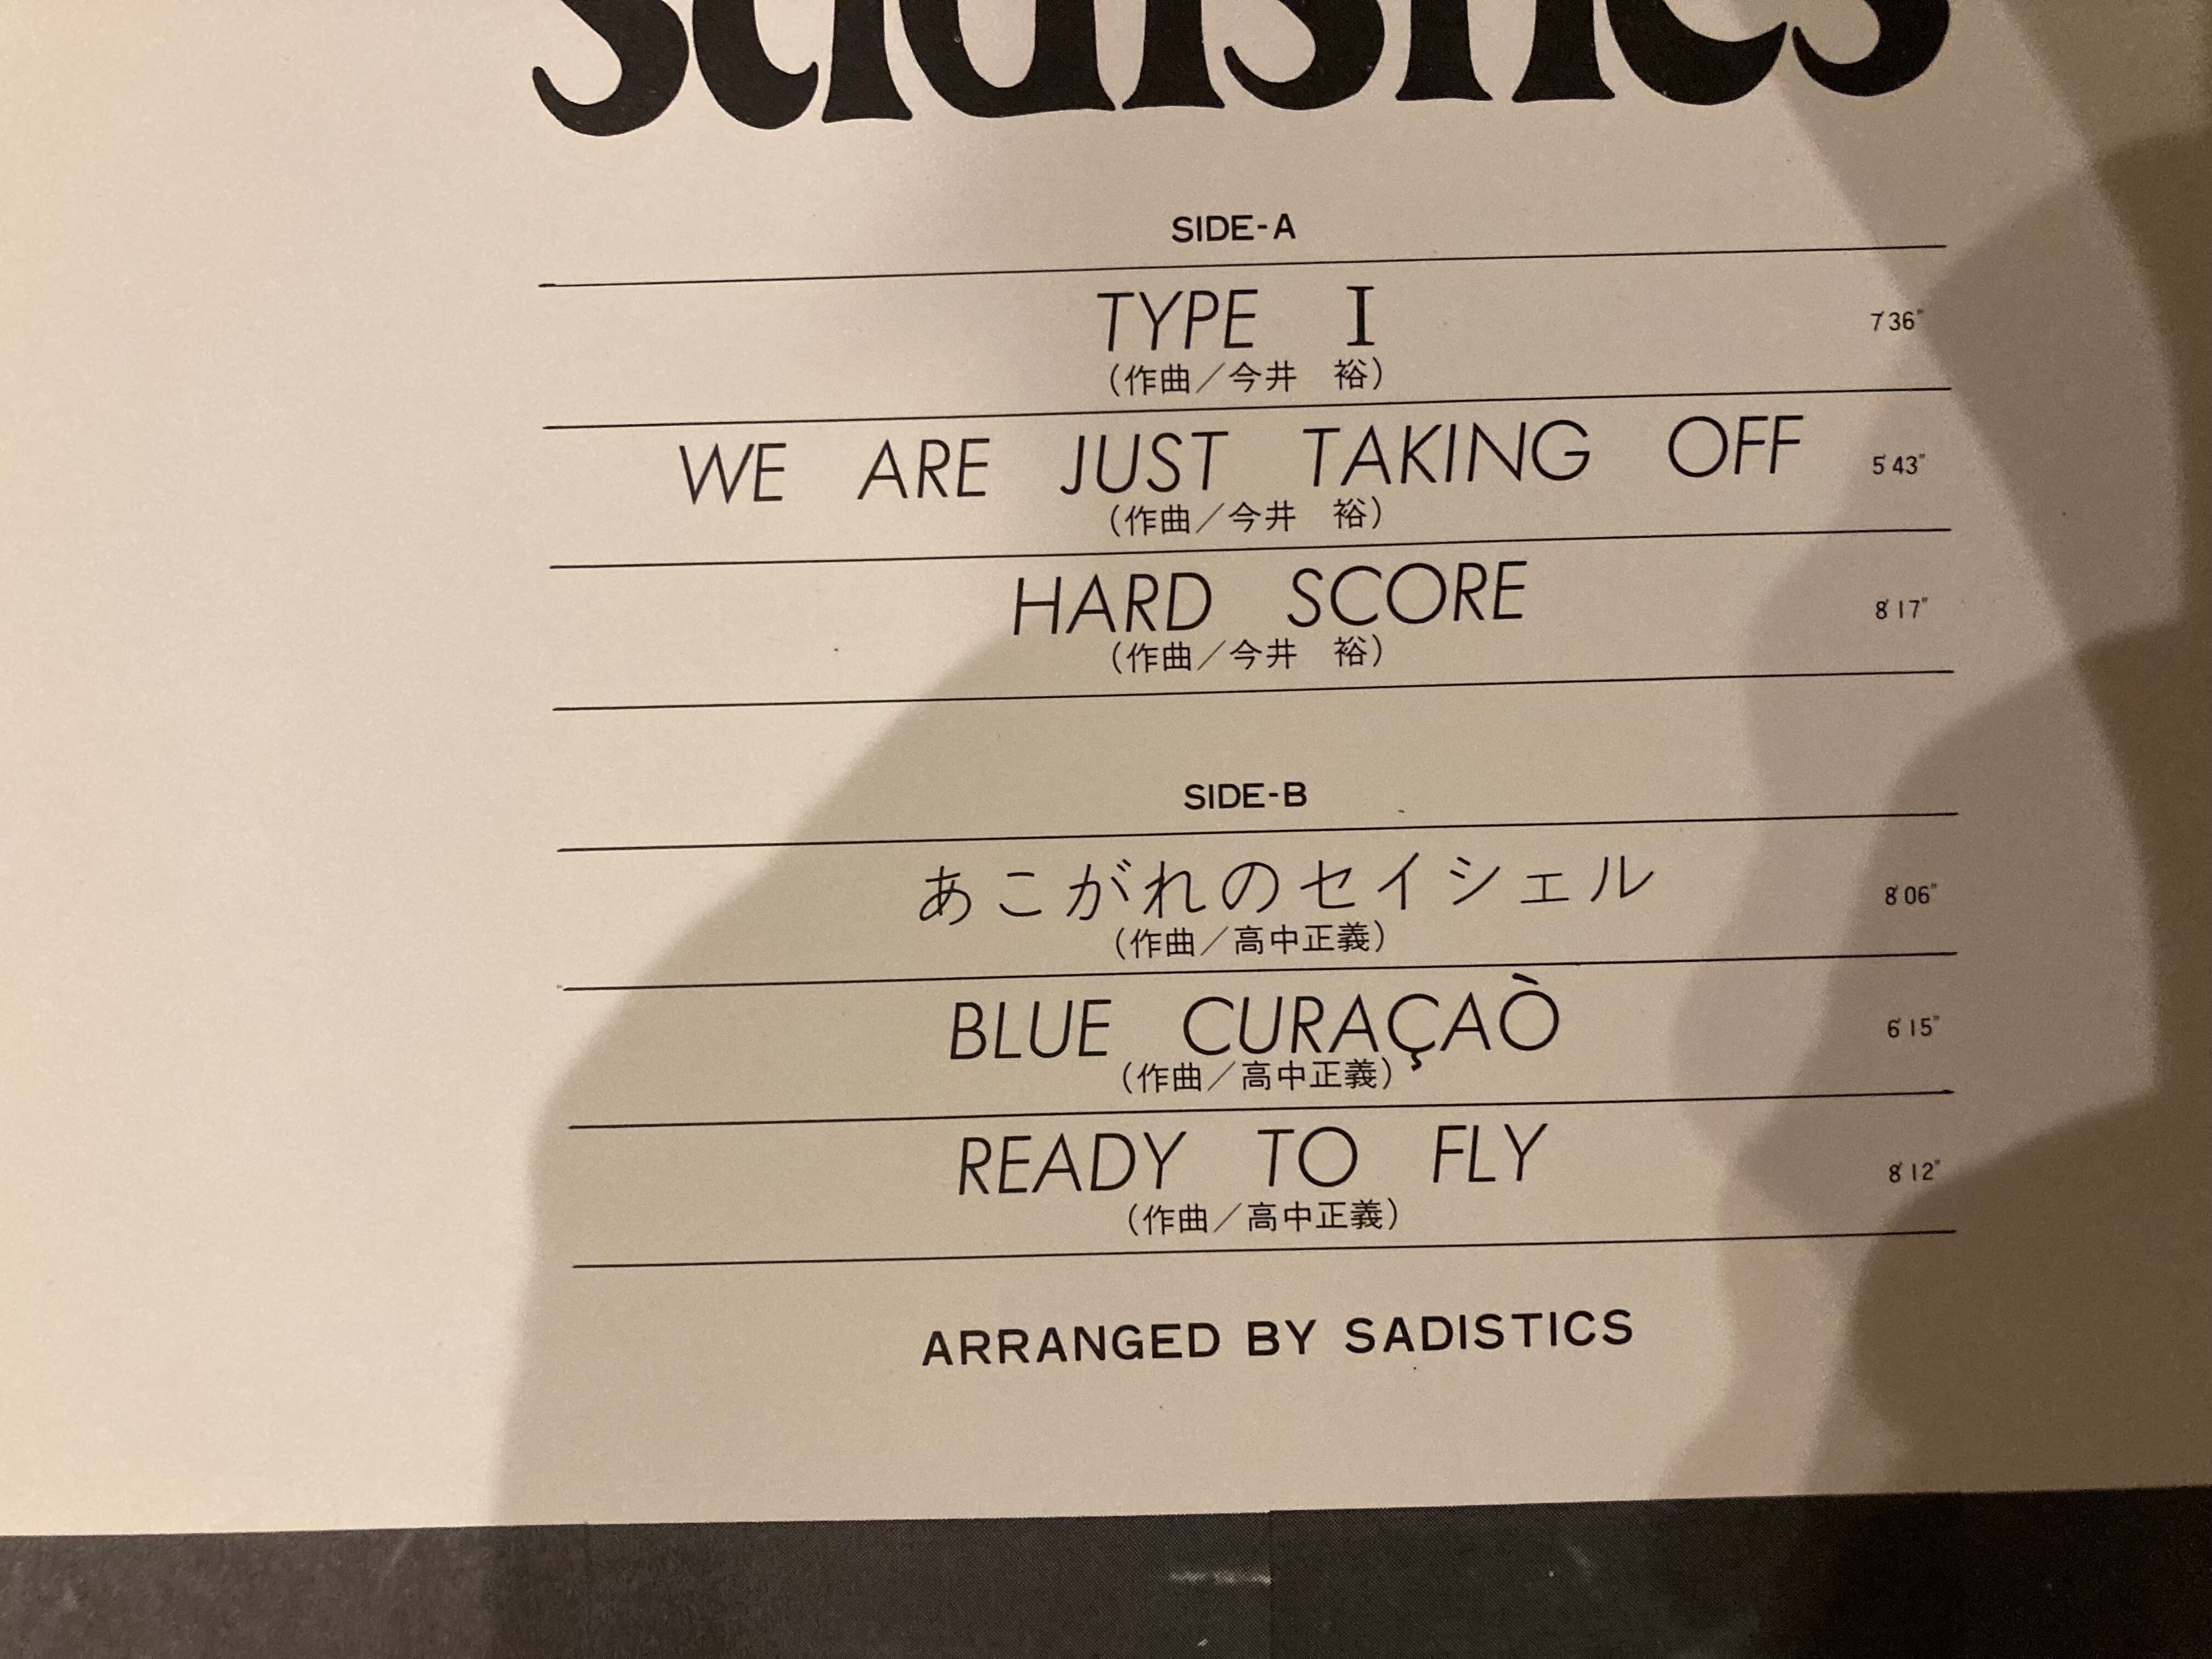 sadistics
SIDE-A
TYPE I 7'36"
(作曲／今井　裕)
WE ARE JUST TAKING OFF 5'43"
(作曲／今井　裕)
HARD SCORE 8'17"
(作曲／今井　裕)
SIDE-B
あこがれのセイシェル 8'06"
(作曲／高中正義)
BLUE CURAÇAÒ 6'15"
(作曲／高中正義)
READY TO FLY 8'12"
(作曲／高中正義)
ARRANGED BY SADISTICS